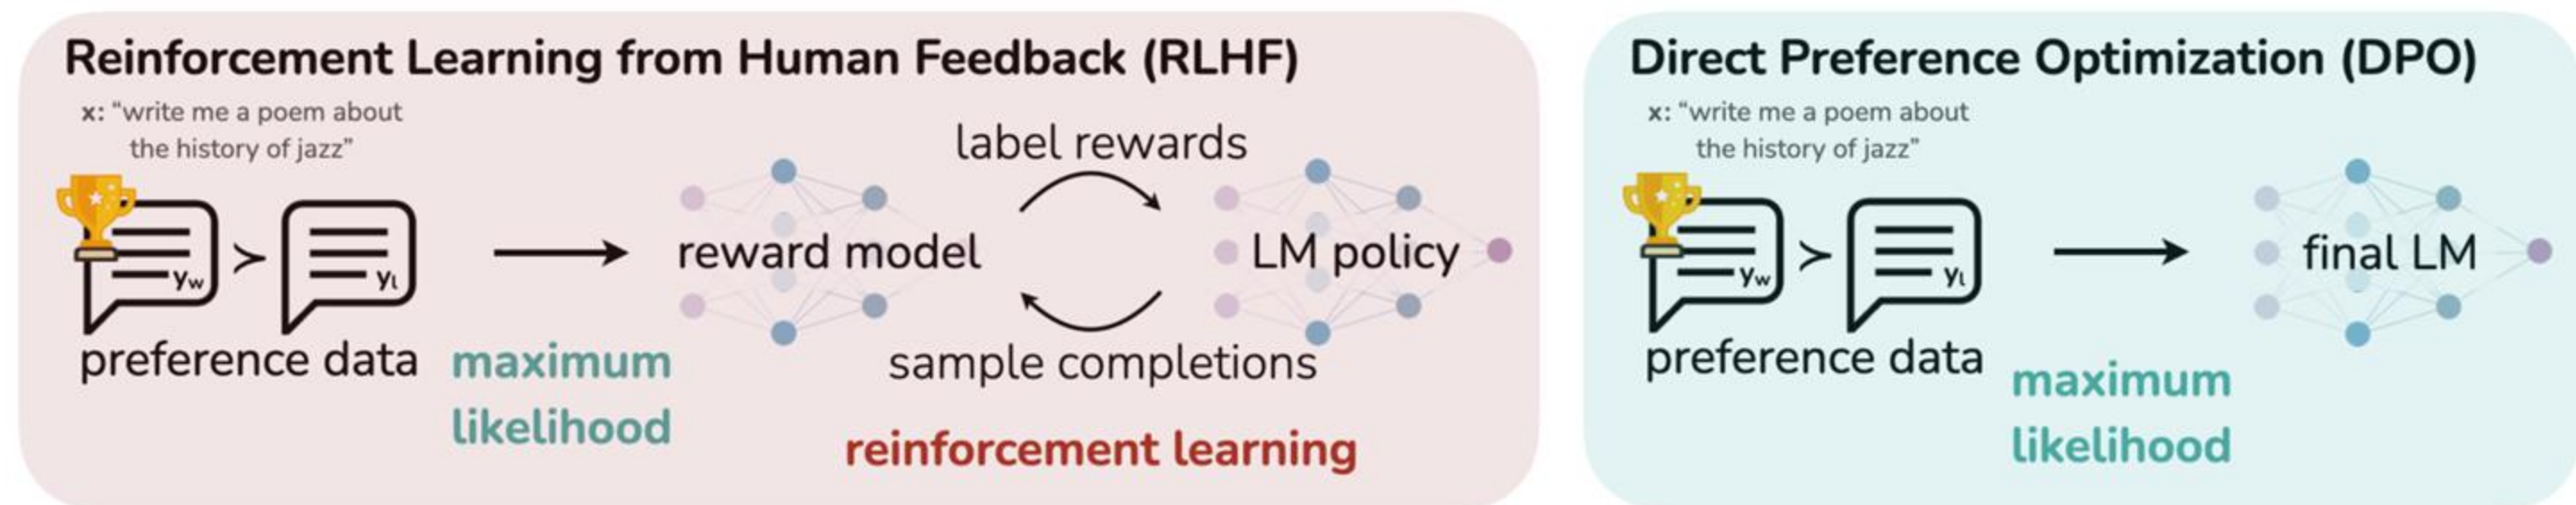 Reinforcement Learning from Human Feedback (RLHF)
x: “write me a poem about
the history of jazz”
label rewards
yw
≻
yl
reward model
LM policy
preference data
maximum
likelihood
sample completions
reinforcement learning
Direct Preference Optimization (DPO)
x: “write me a poem about
the history of jazz”
yw
≻
yl
final LM
preference data
maximum
likelihood